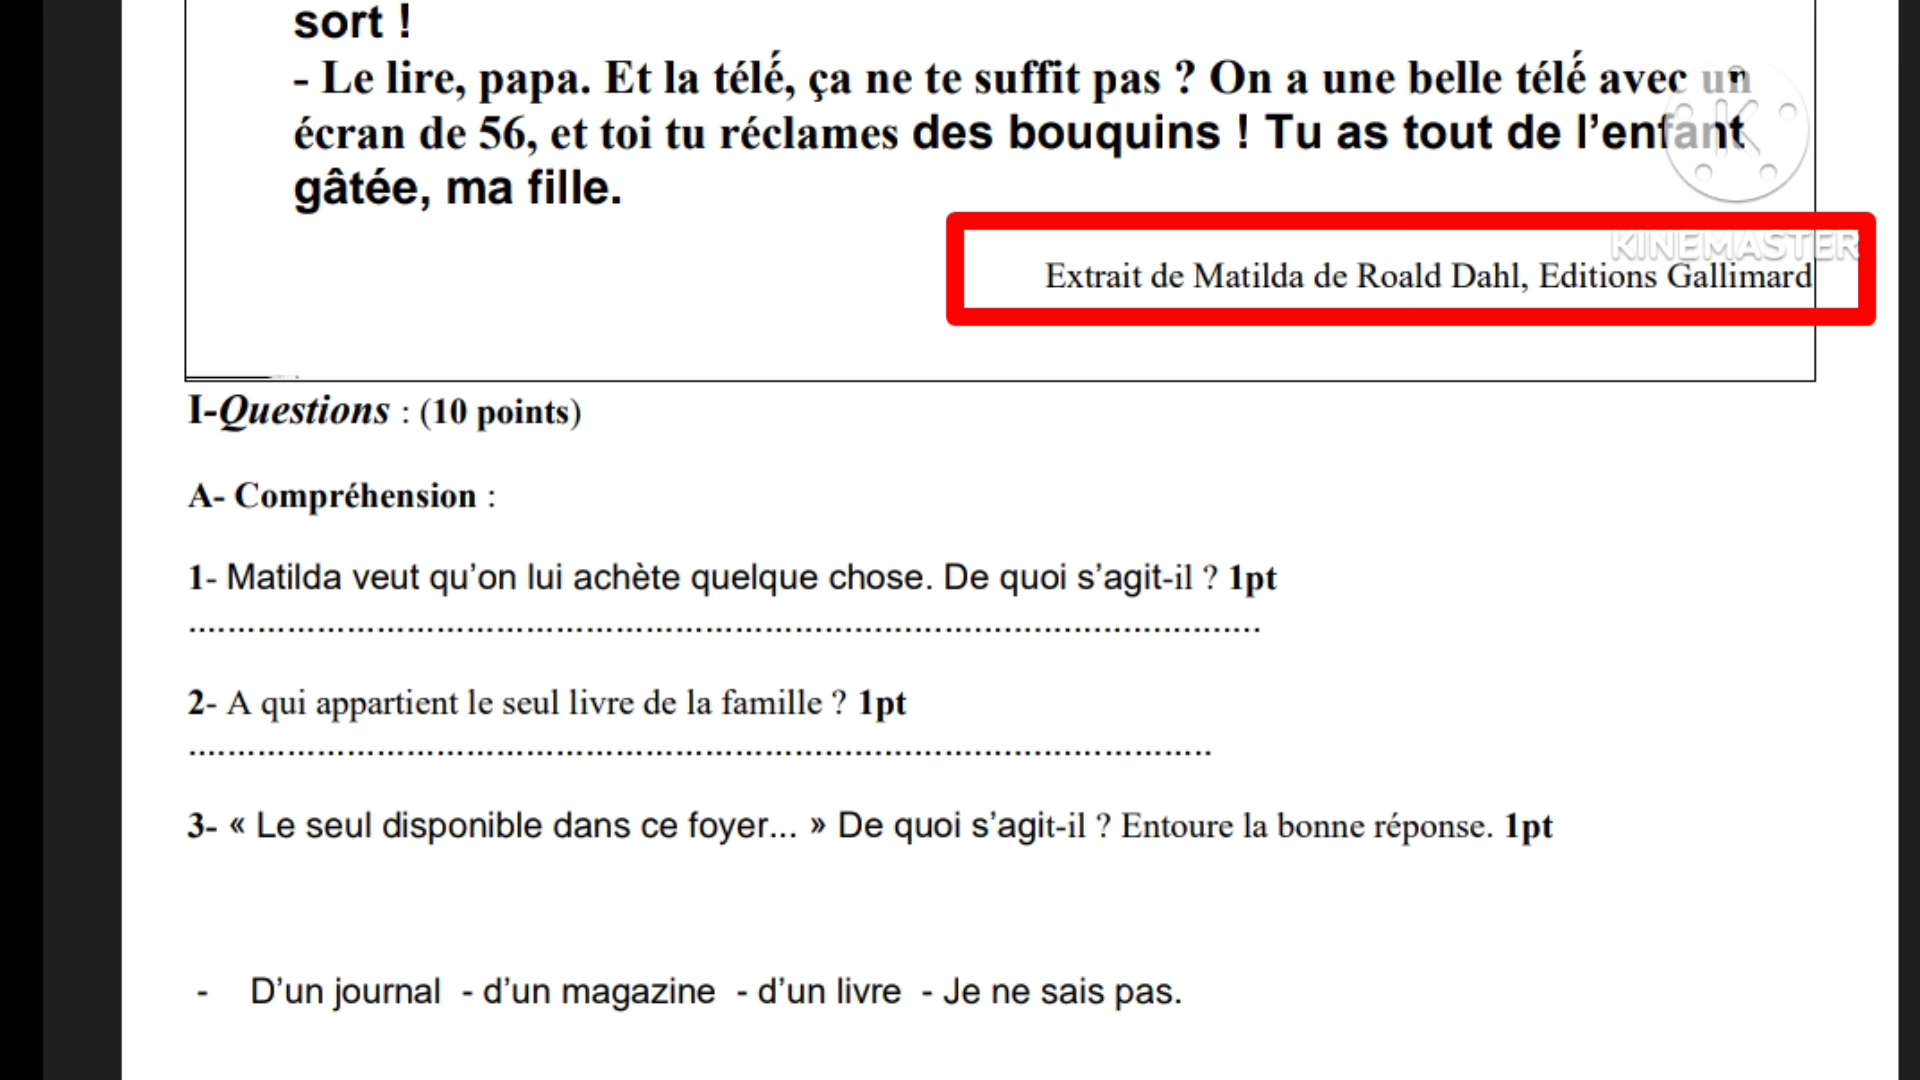 sort !
- Le lire, papa. Et la télé, ça ne te suffit pas ? On a une belle télé avec un
écran de 56, et toi tu réclames des bouquins ! Tu as tout de l’enfant
gâtée, ma fille.
KINEMASTER
Extrait de Matilda de Roald Dahl, Editions Gallimard
I-Questions : (10 points)
A- Compréhension :
1- Matilda veut qu’on lui achète quelque chose. De quoi s’agit-il ? 1pt
2- A qui appartient le seul livre de la famille ? 1pt
3- « Le seul disponible dans ce foyer... » De quoi s’agit-il ? Entoure la bonne réponse. 1pt
- D’un journal - d’un magazine - d’un livre - Je ne sais pas.